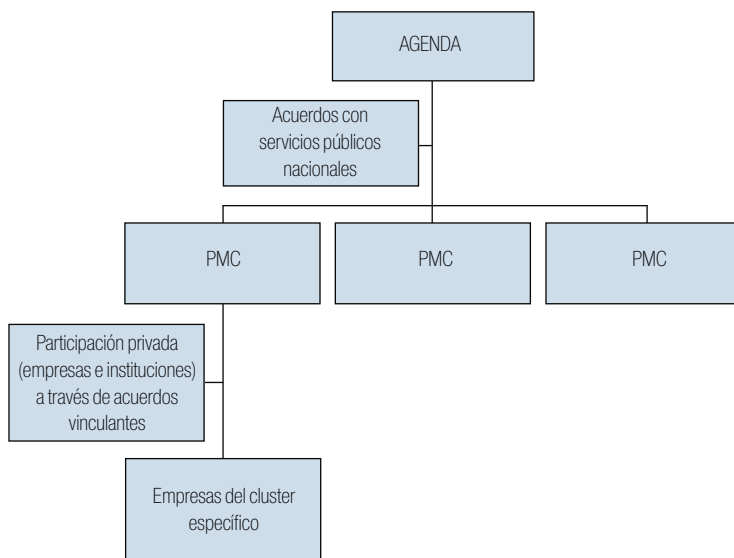 AGENDA
Acuerdos con
servicios públicos
nacionales
PMC
PMC
PMC
Participación privada
(empresas e instituciones)
a través de acuerdos
vinculantes
Empresas del cluster
específico